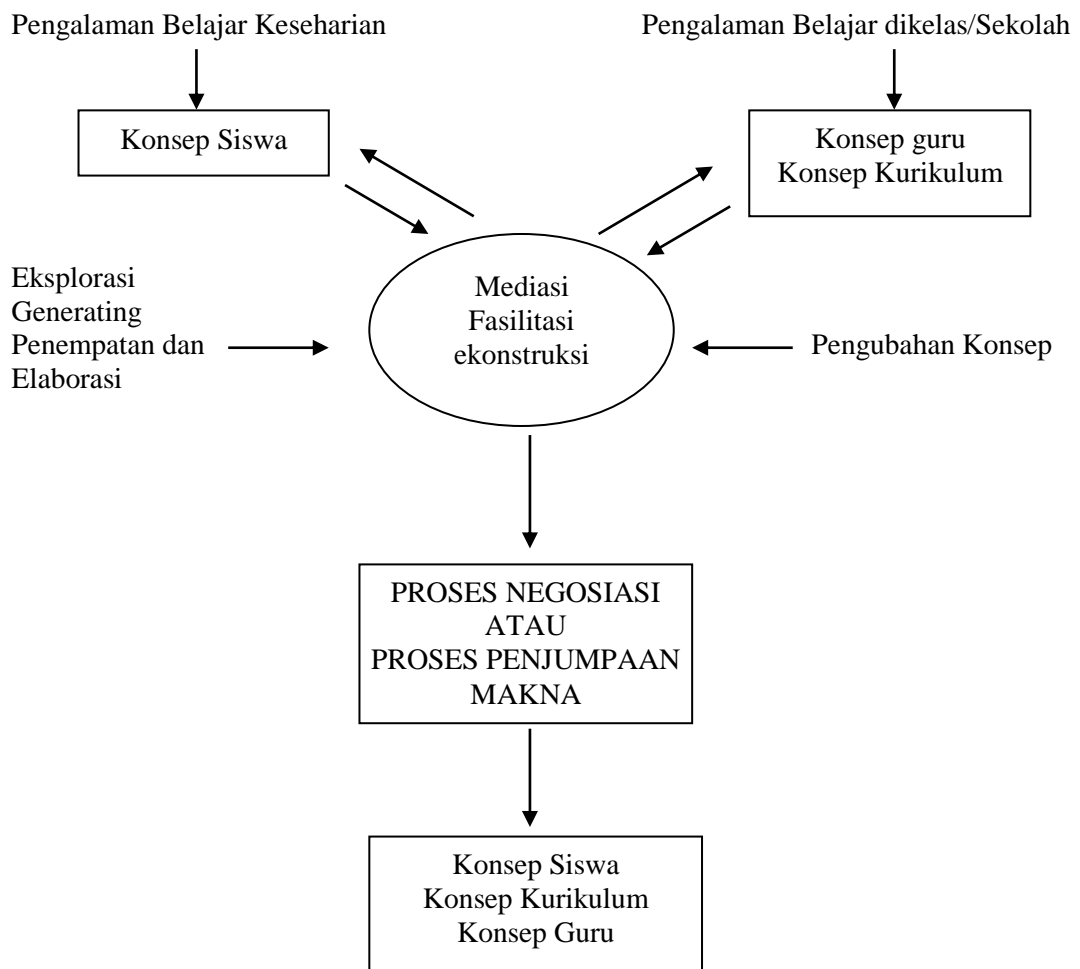 Pengalaman Belajar Keseharian
Pengalaman Belajar dikelas/Sekolah
Konsep Siswa
Konsep guru
Konsep Kurikulum
Eksplorasi
Generating
Penempatan dan
Elaborasi
Mediasi
Fasilitasi
ekonstruksi
Pengubahan Konsep
PROSES NEGOSIASI
ATAU
PROSES PENJUMPAAN
MAKNA
Konsep Siswa
Konsep Kurikulum
Konsep Guru